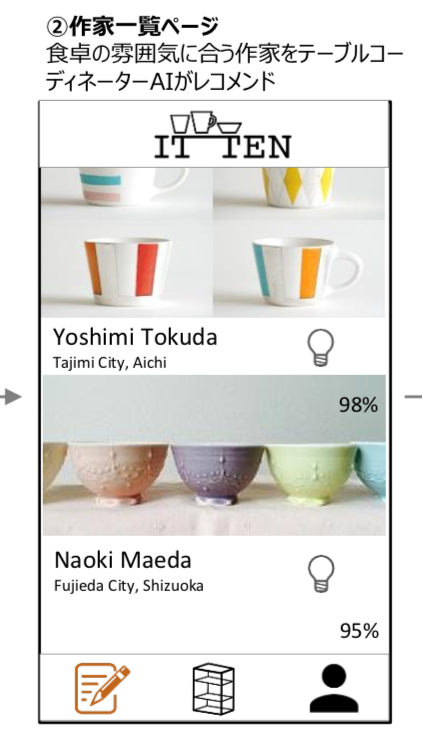 ②作家一覧ページ
食卓の雰囲気に合う作家をテーブルコー
ディネーターAIがレコメンド
IT TEN
Yoshimi Tokuda
Tajimi City, Aichi
98%
Naoki Maeda
Fujieda City, Shizuoka
95%